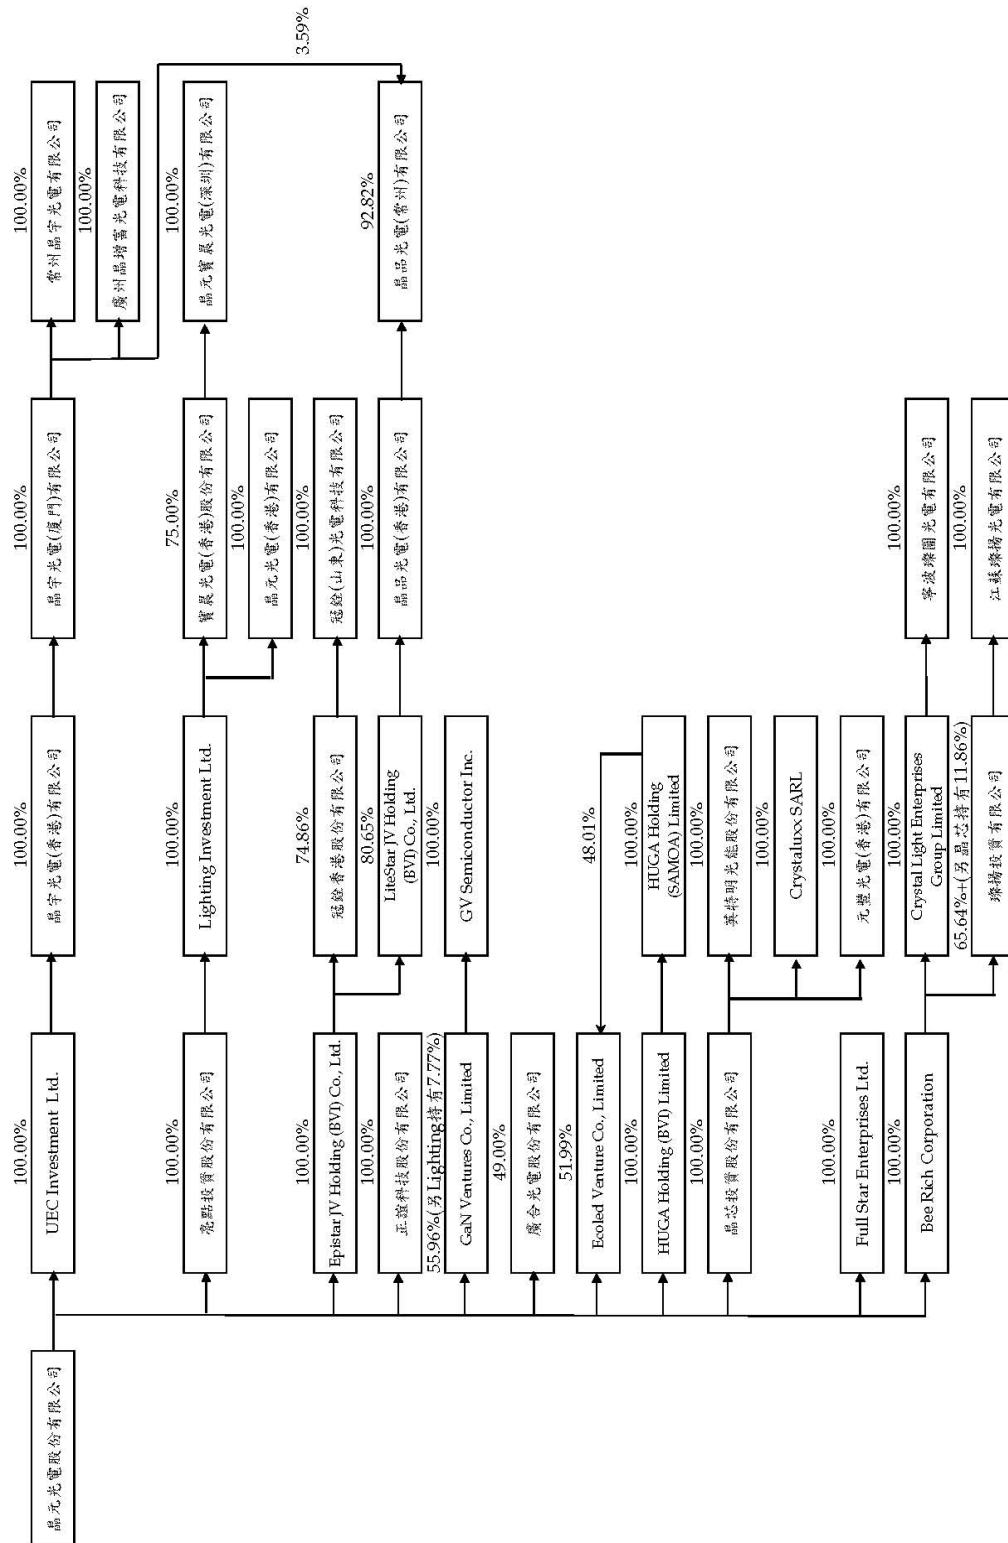 100.00%
100.00%
100.00%
100.00%
晶元光電股份有限公司
UEC Investment Ltd.
晶宇光電(香港)有限公司
晶宇光電(廈門)有限公司
常州晶宇光電有限公司
100.00%
廣州晶增富光電科技有限公司
100.00%
100.00%
75.00%
100.00%
亮點投資股份有限公司
Lighting Investment Ltd.
寶晨光電(香港)股份有限公司
晶元寶晨光電(深圳)有限公司
100.00%
晶元光電(香港)有限公司
100.00%
74.86%
100.00%
3.59%
Epistar JV Holding (BVI) Co., Ltd.
冠銓香港股份有限公司
冠銓(山東)光電科技有限公司
100.00%
80.65%
100.00%
92.82%
正誼科技股份有限公司
LiteStar JV Holding
(BVI) Co., Ltd.
晶品光電(香港)有限公司
晶品光電(常州)有限公司
55.96%(另Lighting持有7.77%)
100.00%
GaN Ventures Co., Limited
GV Semiconductor Inc.
49.00%
廣合光電股份有限公司
51.99%
48.01%
Ecoled Venture Co., Limited
100.00%
100.00%
HUGA Holding (BVI) Limited
HUGA Holding
(SAMOA) Limited
100.00%
100.00%
晶芯投資股份有限公司
英特明光能股份有限公司
100.00%
Crystaluxx SARL
100.00%
100.00%
Full Star Enterprises Ltd.
元豐光電(香港)有限公司
100.00%
100.00%
100.00%
Bee Rich Corporation
Crystal Light Enterprises
Group Limited
寧波璨圓光電有限公司
65.64%+(另晶芯持有11.86%)
100.00%
璨揚投資有限公司
江蘇璨揚光電有限公司